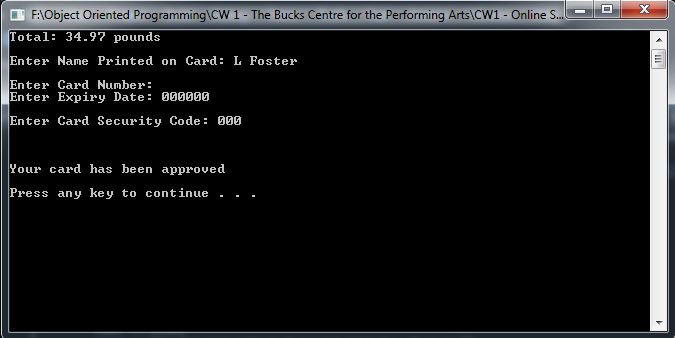 F:\Object Oriented Programming\CW 1 - The Bucks Centre for the Performing Arts\CW1 - Online S...
Total: 34.97 pounds
Enter Name Printed on Card: L Foster
Enter Card Number:
Enter Expiry Date: 000000
Enter Card Security Code: 000
Your card has been approved
Press any key to continue . . .